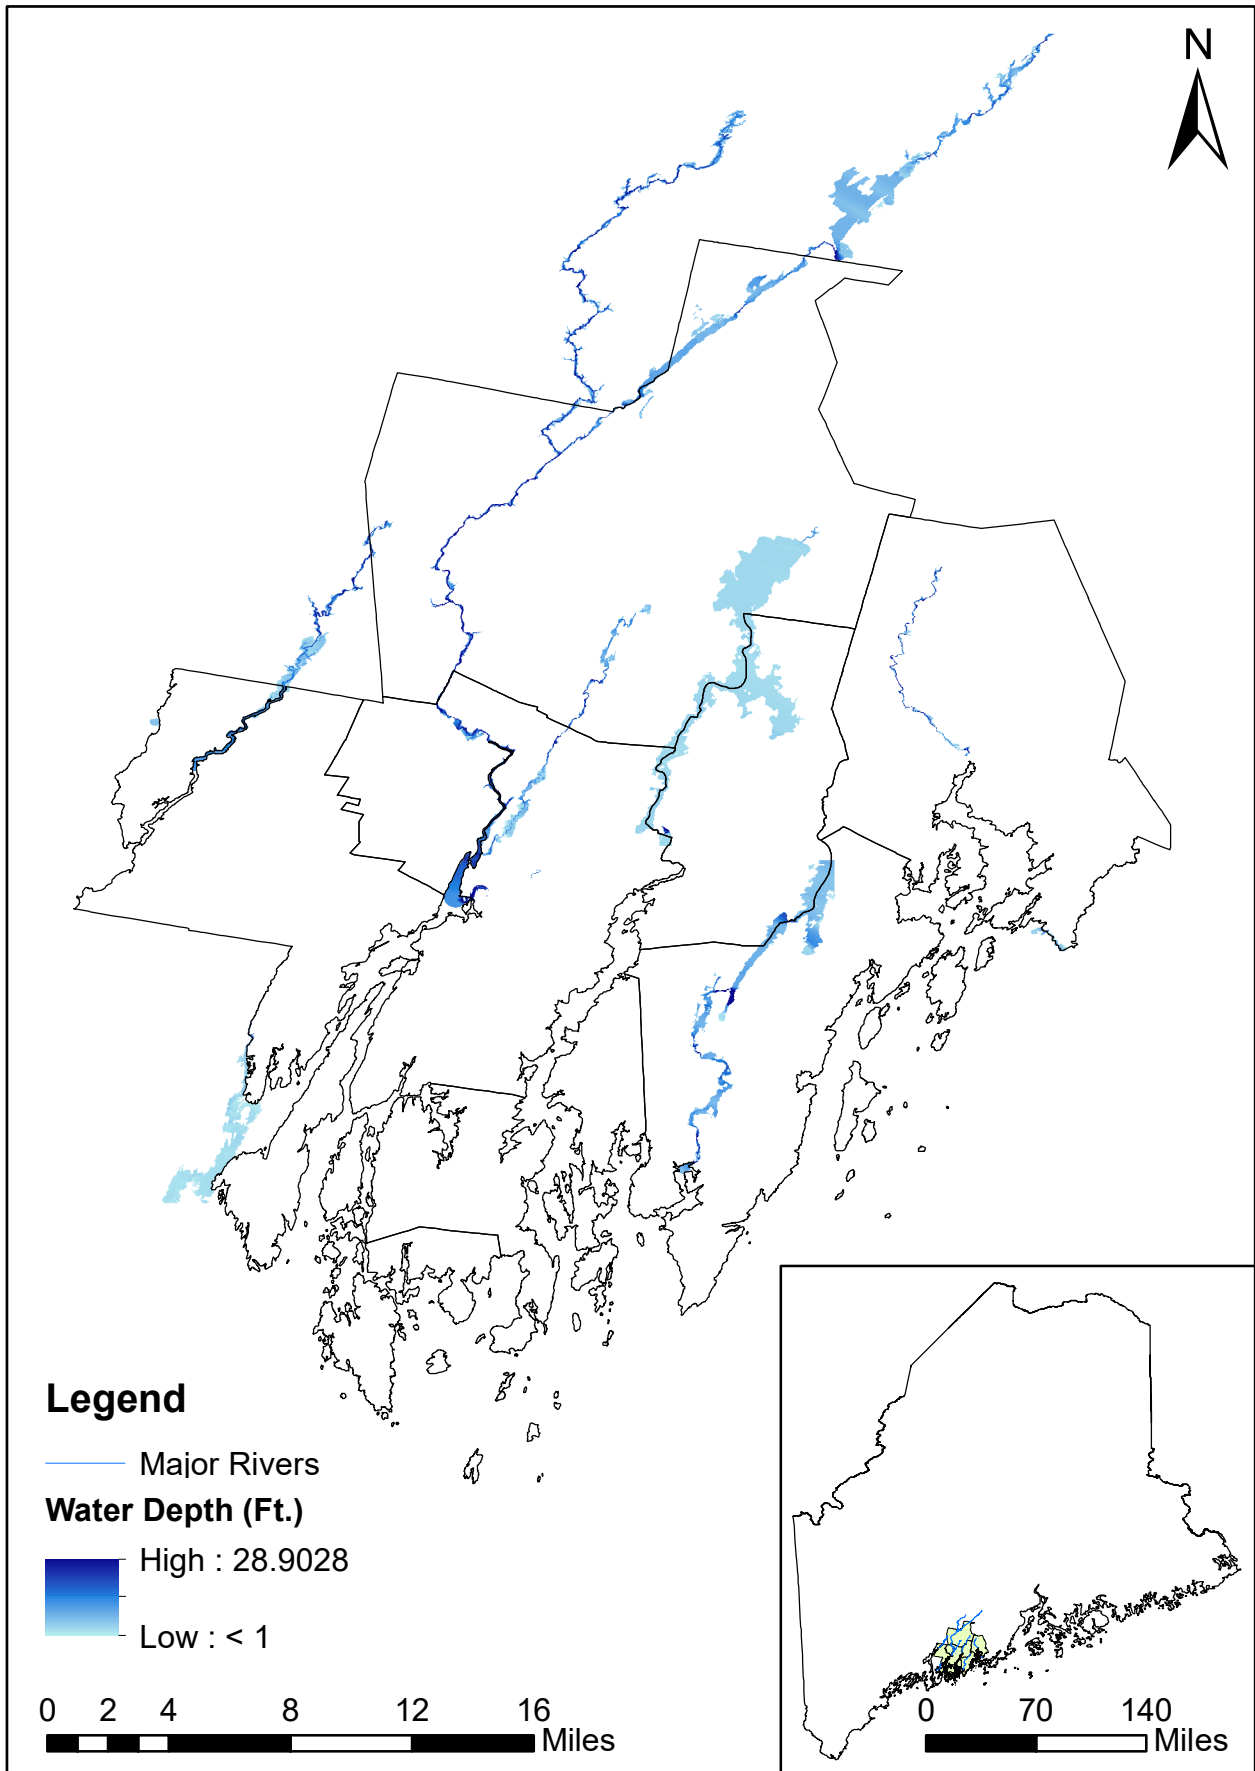 N
Legend
Major Rivers
Water Depth (Ft.)
High : 28.9028
Low : < 1
0 2 4 8 12 16
Miles
0 70 140
Miles